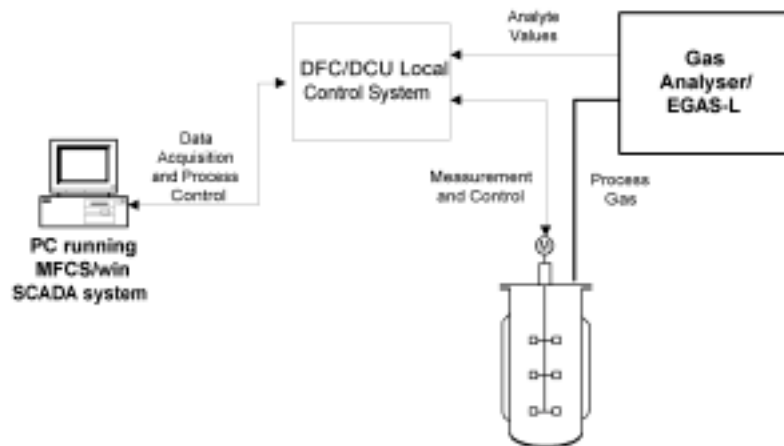 Analyte
Values
DFC/DCU Local
Control System
Gas
Analyser/
EGAS-L
Data
Acquisition
and Process
Control
Measurement
and Control
Process
Gas
M
PC running
MFCS/win
SCADA system